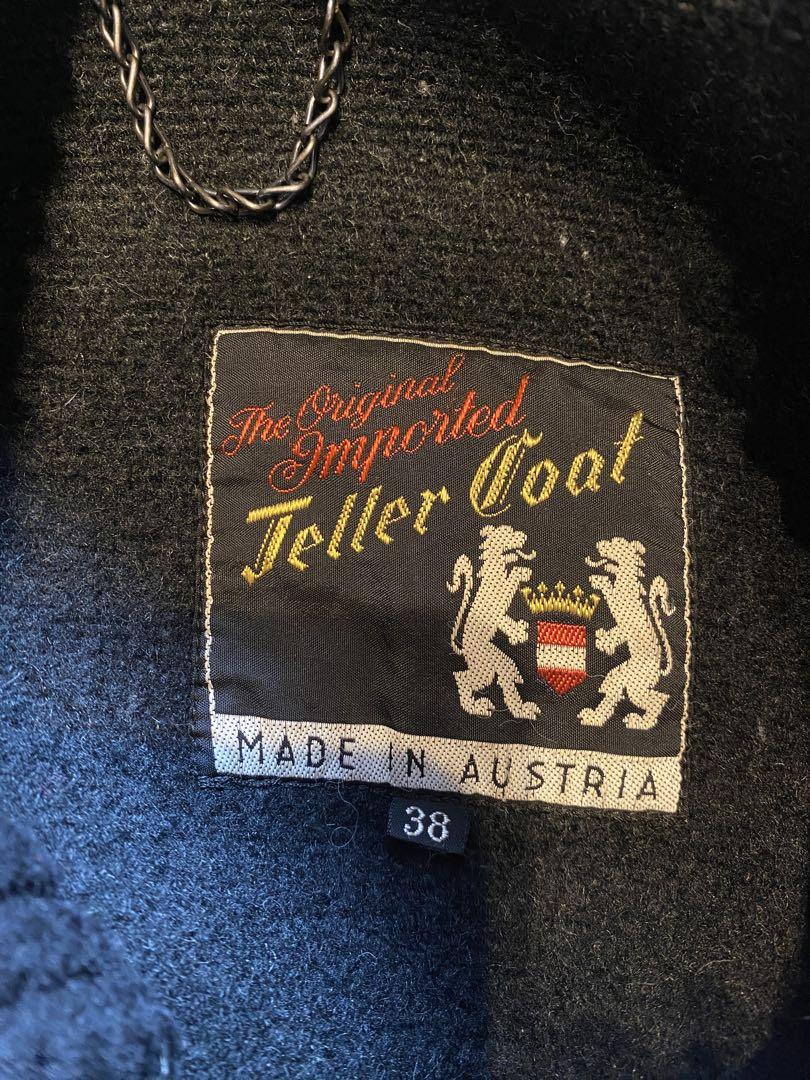 The Original
Imported
Teller Coat
MADE IN AUSTRIA
38